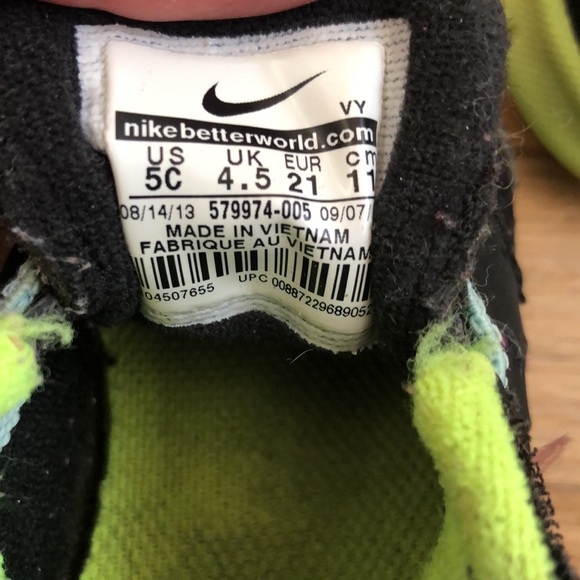 VY
nikebetterworld.com
US UK EUR cm
5C 4.5 21 11
08/14/13 579974-005 09/07/
MADE IN VIETNAM
FABRIQUE AU VIETNAM
04507655 UPC 00887229689052